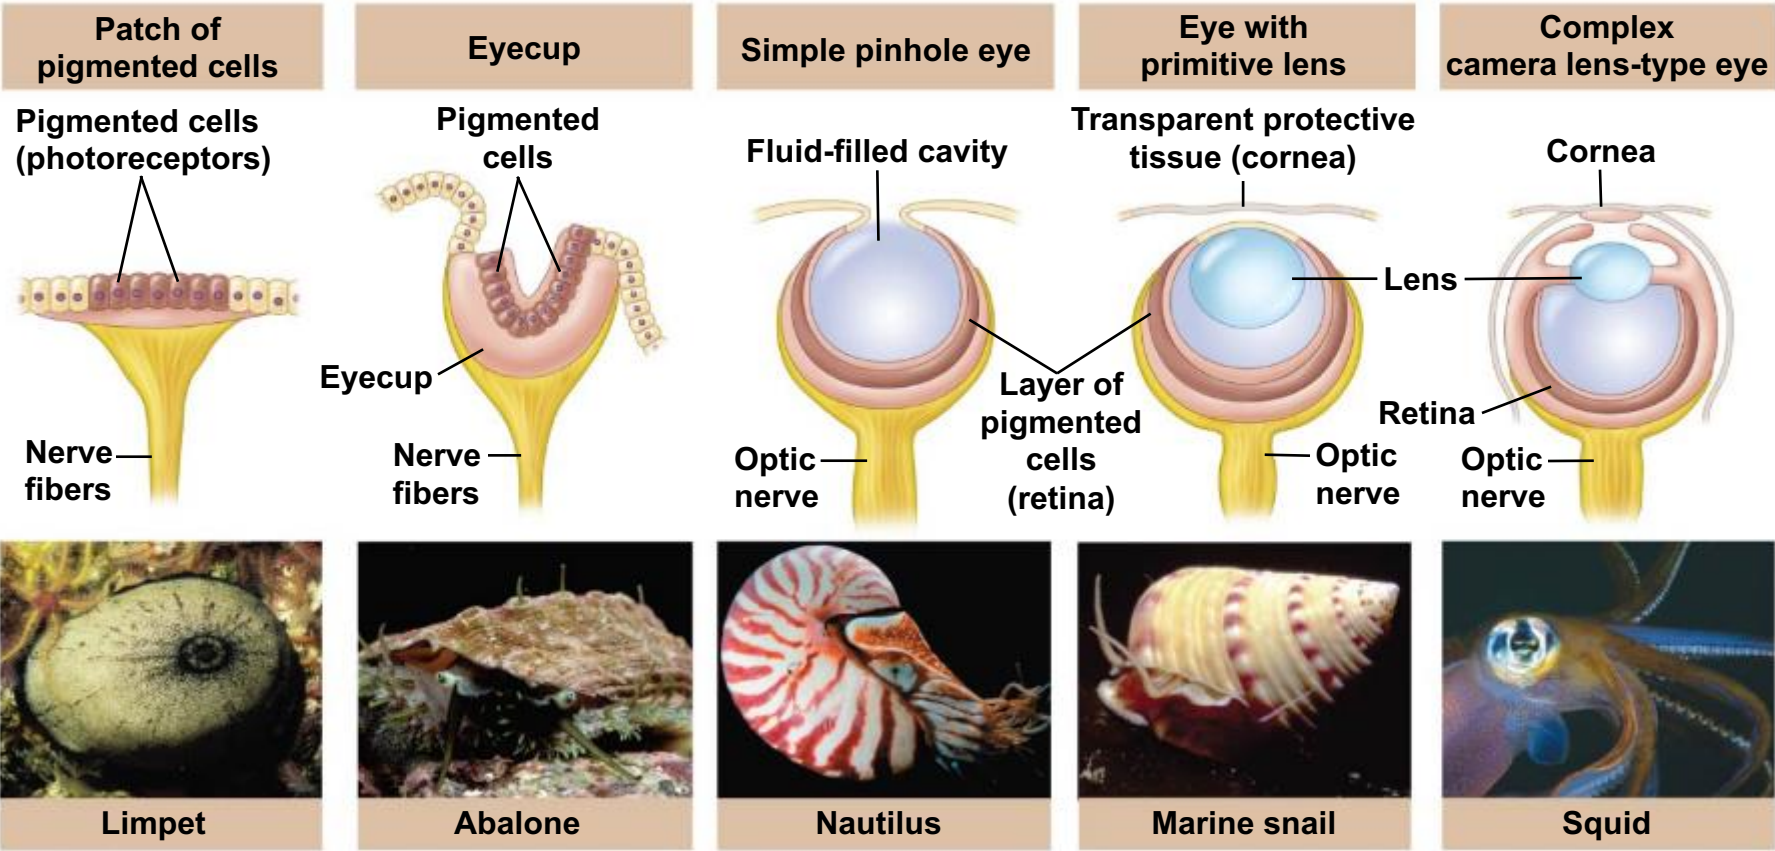 Patch of
pigmented cells
Eyecup
Simple pinhole eye
Eye with
primitive lens
Complex
camera lens-type eye
Pigmented cells
(photoreceptors)
Pigmented
cells
Fluid-filled cavity
Transparent protective
tissue (cornea)
Cornea
Lens
Eyecup
Layer of
pigmented
cells
(retina)
Retina
Nerve
fibers
Nerve
fibers
Optic
nerve
Optic
nerve
Optic
nerve
Limpet
Abalone
Nautilus
Marine snail
Squid